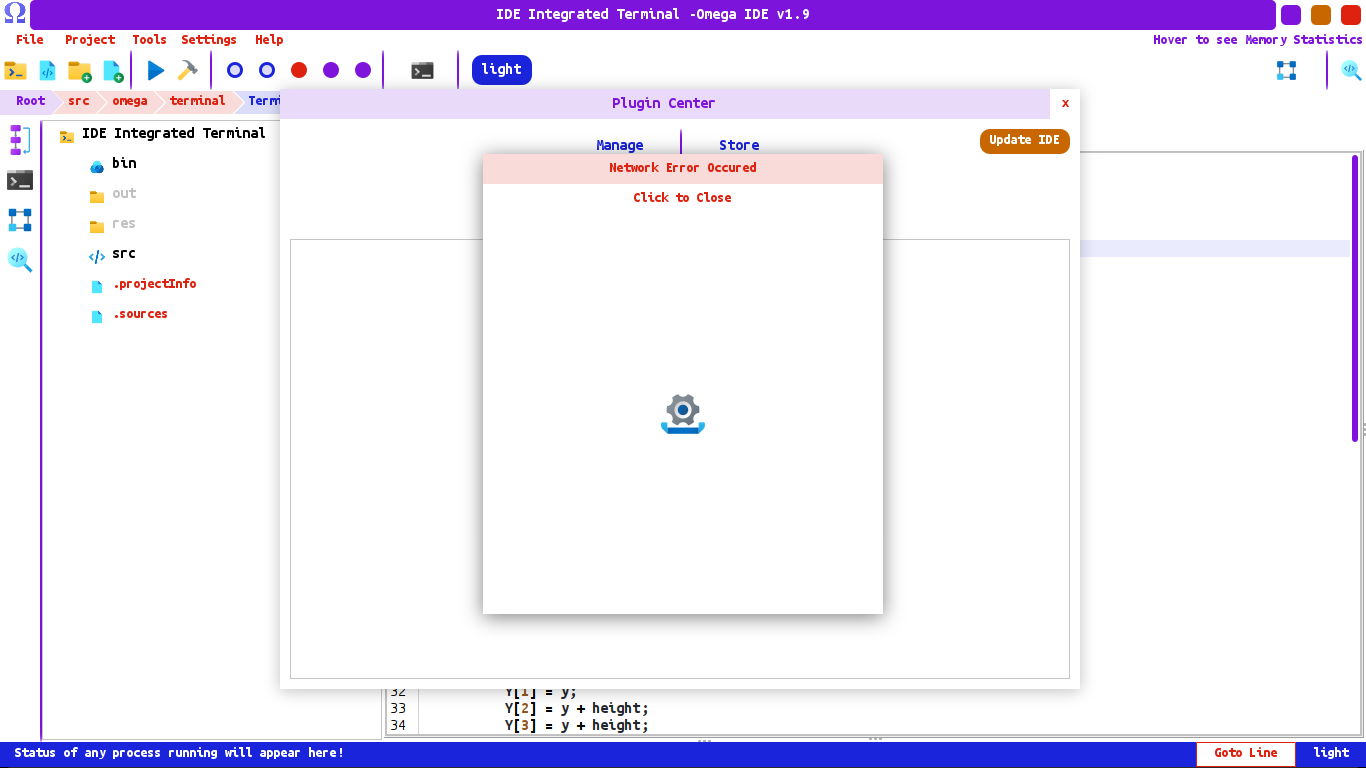 Ω
IDE Integrated Terminal -Omega IDE v1.9
File Project Tools Settings Help
Hover to see Memory Statistics
light
Root src omega terminal Termi
Plugin Center
x
Manage
Store
Update IDE
IDE Integrated Terminal
bin
out
res
src
.projectInfo
.sources
Network Error Occured
Click to Close
32 Y[1] = y;
33 Y[2] = y + height;
34 Y[3] = y + height;
Status of any process running will appear here!
Goto Line
light